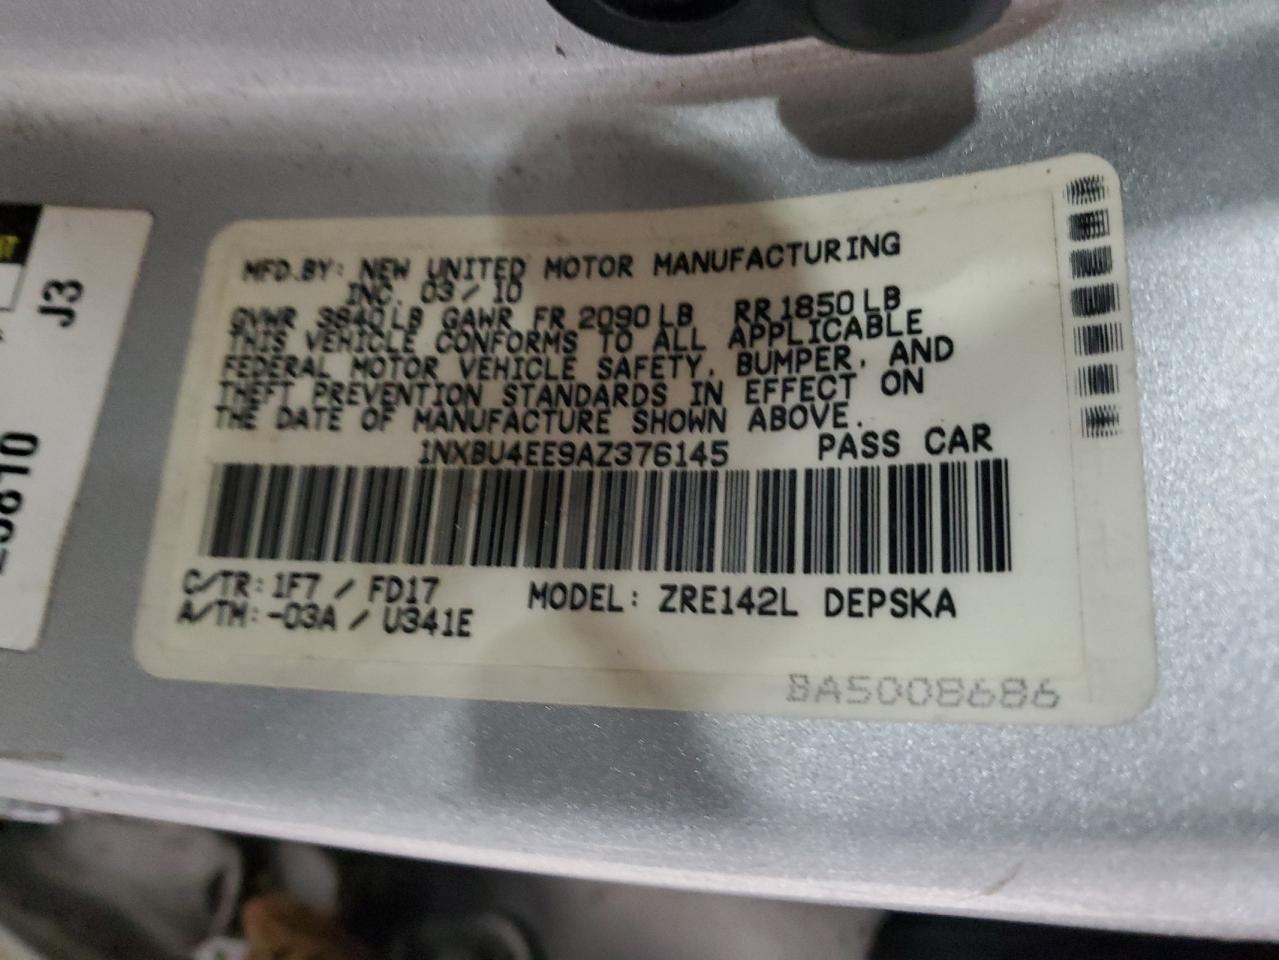 MFD.BY: NEW UNITED MOTOR MANUFACTURING
INC. 03/10
GVWR 3840LB GAWR FR 2090LB RR 1850LB
THIS VEHICLE CONFORMS TO ALL APPLICABLE
FEDERAL MOTOR VEHICLE SAFETY, BUMPER, AND
THEFT PREVENTION STANDARDS IN EFFECT ON
THE DATE OF MANUFACTURE SHOWN ABOVE.
1NXBU4EE9AZ376145 PASS CAR
C/TR: 1F7 / FD17 MODEL: ZRE142L DEPSKA
A/TM: -03A / U341E
BA5008686
J3